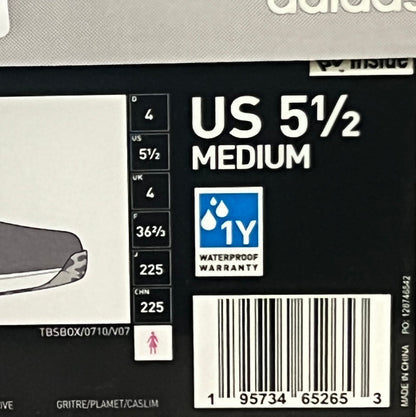 adidas
inside
D
4
US
5½
UK
4
F
36⅔
J
225
CHN
225
US 5½
MEDIUM
1Y
WATERPROOF
WARRANTY
TBSBOX/0710/V07
GRITRE/PLAMET/CASLIM
1 95734 65265 3
MADE IN CHINA PO: 128746542